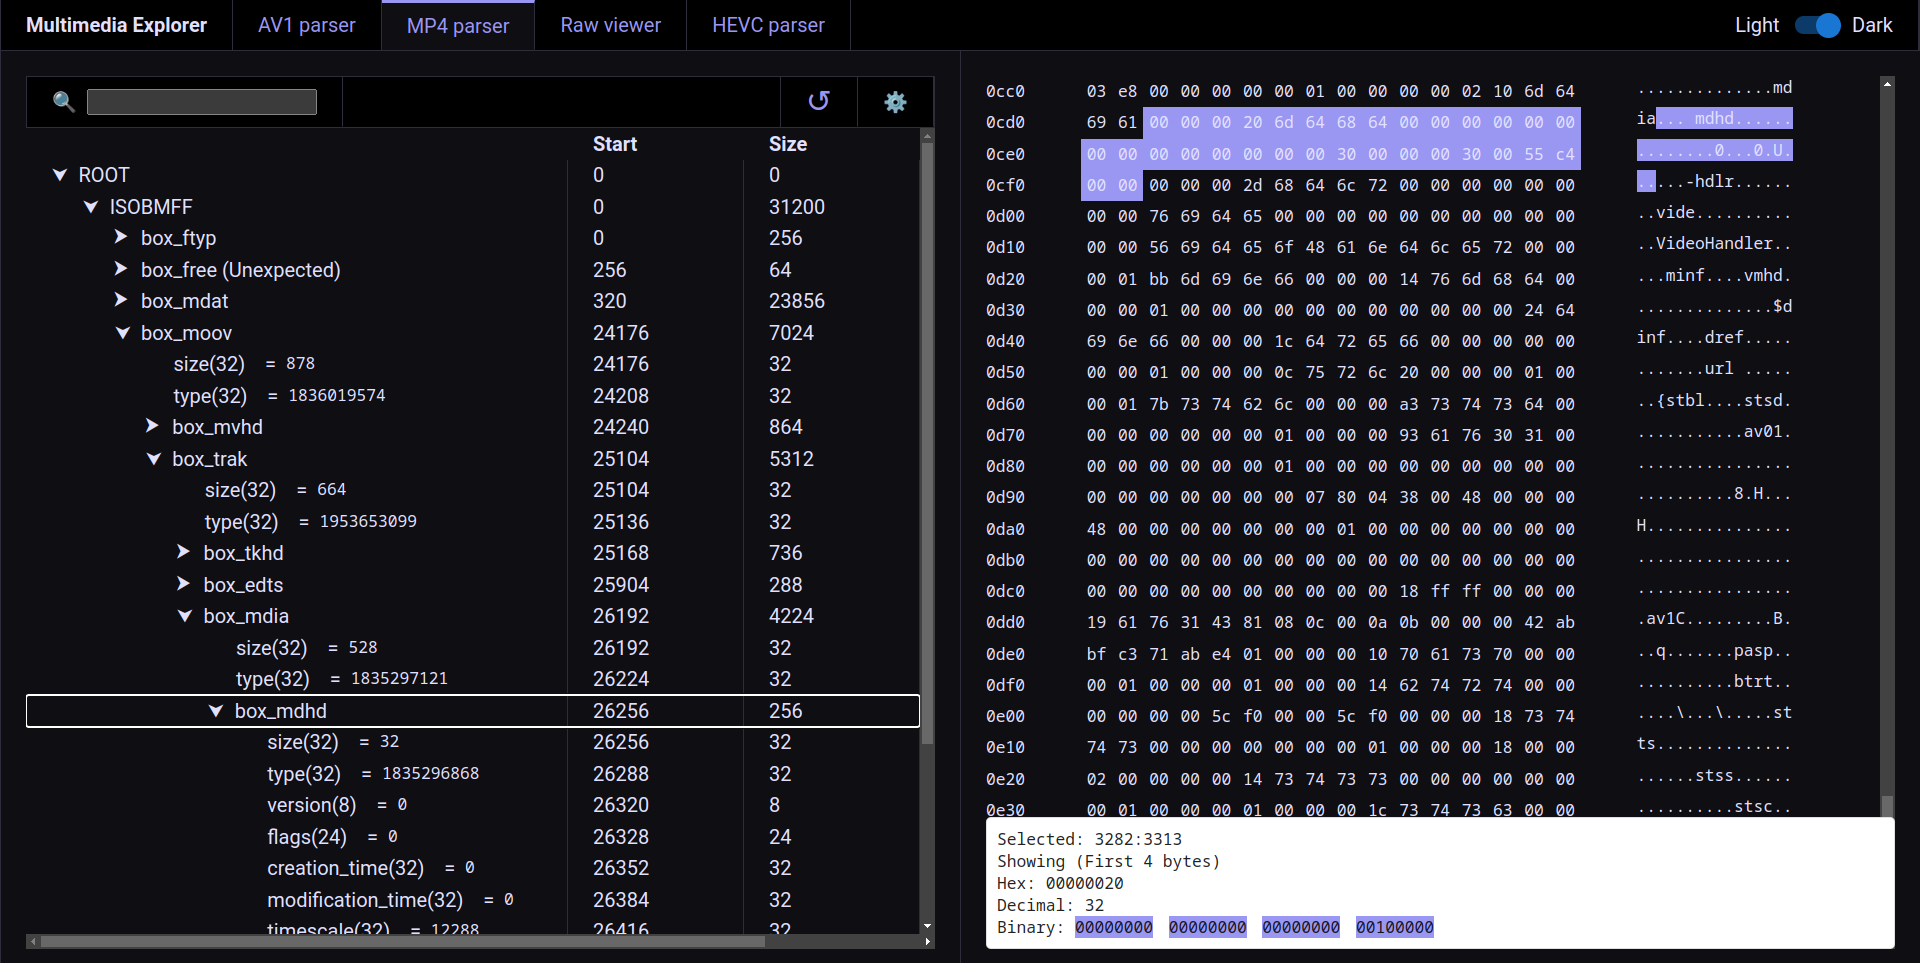 Multimedia Explorer AV1 parser MP4 parser Raw viewer HEVC parser Light Dark
Start Size
ROOT 0 0
ISOBMFF 0 31200
box_ftyp 0 256
box_free (Unexpected) 256 64
box_mdat 320 23856
box_moov 24176 7024
size(32) = 878 24176 32
type(32) = 1836019574 24208 32
box_mvhd 24240 864
box_trak 25104 5312
size(32) = 664 25104 32
type(32) = 1953653099 25136 32
box_tkhd 25168 736
box_edts 25904 288
box_mdia 26192 4224
size(32) = 528 26192 32
type(32) = 1835297121 26224 32
box_mdhd 26256 256
size(32) = 32 26256 32
type(32) = 1835296868 26288 32
version(8) = 0 26320 8
flags(24) = 0 26328 24
creation_time(32) = 0 26352 32
modification_time(32) = 0 26384 32
timescale(32) = 12288 26416 32
0cc0 03 e8 00 00 00 00 00 01 00 00 00 00 02 10 6d 64 ..............md
0cd0 69 61 00 00 00 20 6d 64 68 64 00 00 00 00 00 00 ia... mdhd......
0ce0 00 00 00 00 00 00 00 00 30 00 00 00 30 00 55 c4 ........0...0.U.
0cf0 00 00 00 00 00 2d 68 64 6c 72 00 00 00 00 00 00 .....-hdlr......
0d00 00 00 76 69 64 65 00 00 00 00 00 00 00 00 00 00 ..vide..........
0d10 00 00 56 69 64 65 6f 48 61 6e 64 6c 65 72 00 00 ..VideoHandler..
0d20 00 01 bb 6d 69 6e 66 00 00 00 14 76 6d 68 64 00 ...minf....vmhd.
0d30 00 00 01 00 00 00 00 00 00 00 00 00 00 00 24 64 ..............$d
0d40 69 6e 66 00 00 00 1c 64 72 65 66 00 00 00 00 00 inf....dref.....
0d50 00 00 01 00 00 00 0c 75 72 6c 20 00 00 00 01 00 .......url .....
0d60 00 01 7b 73 74 62 6c 00 00 00 a3 73 74 73 64 00 ..{stbl....stsd.
0d70 00 00 00 00 00 00 01 00 00 00 93 61 76 30 31 00 ...........av01.
0d80 00 00 00 00 00 00 01 00 00 00 00 00 00 00 00 00 ................
0d90 00 00 00 00 00 00 00 07 80 04 38 00 48 00 00 00 ..........8.H...
0da0 48 00 00 00 00 00 00 00 01 00 00 00 00 00 00 00 H...............
0db0 00 00 00 00 00 00 00 00 00 00 00 00 00 00 00 00 ................
0dc0 00 00 00 00 00 00 00 00 00 00 18 ff ff 00 00 00 ................
0dd0 19 61 76 31 43 81 08 0c 00 0a 0b 00 00 00 42 ab .av1C.........B.
0de0 bf c3 71 ab e4 01 00 00 00 10 70 61 73 70 00 00 ..q.......pasp..
0df0 00 01 00 00 00 01 00 00 00 14 62 74 72 74 00 00 ..........btrt..
0e00 00 00 00 00 5c f0 00 00 5c f0 00 00 00 18 73 74 ....\...\.....st
0e10 74 73 00 00 00 00 00 00 00 01 00 00 00 18 00 00 ts..............
0e20 02 00 00 00 00 14 73 74 73 73 00 00 00 00 00 00 ......stss......
0e30 00 01 00 00 00 01 00 00 00 1c 73 74 73 63 00 00 ..........stsc..
Selected: 3282:3313
Showing (First 4 bytes)
Hex: 00000020
Decimal: 32
Binary: 00000000 00000000 00000000 00100000